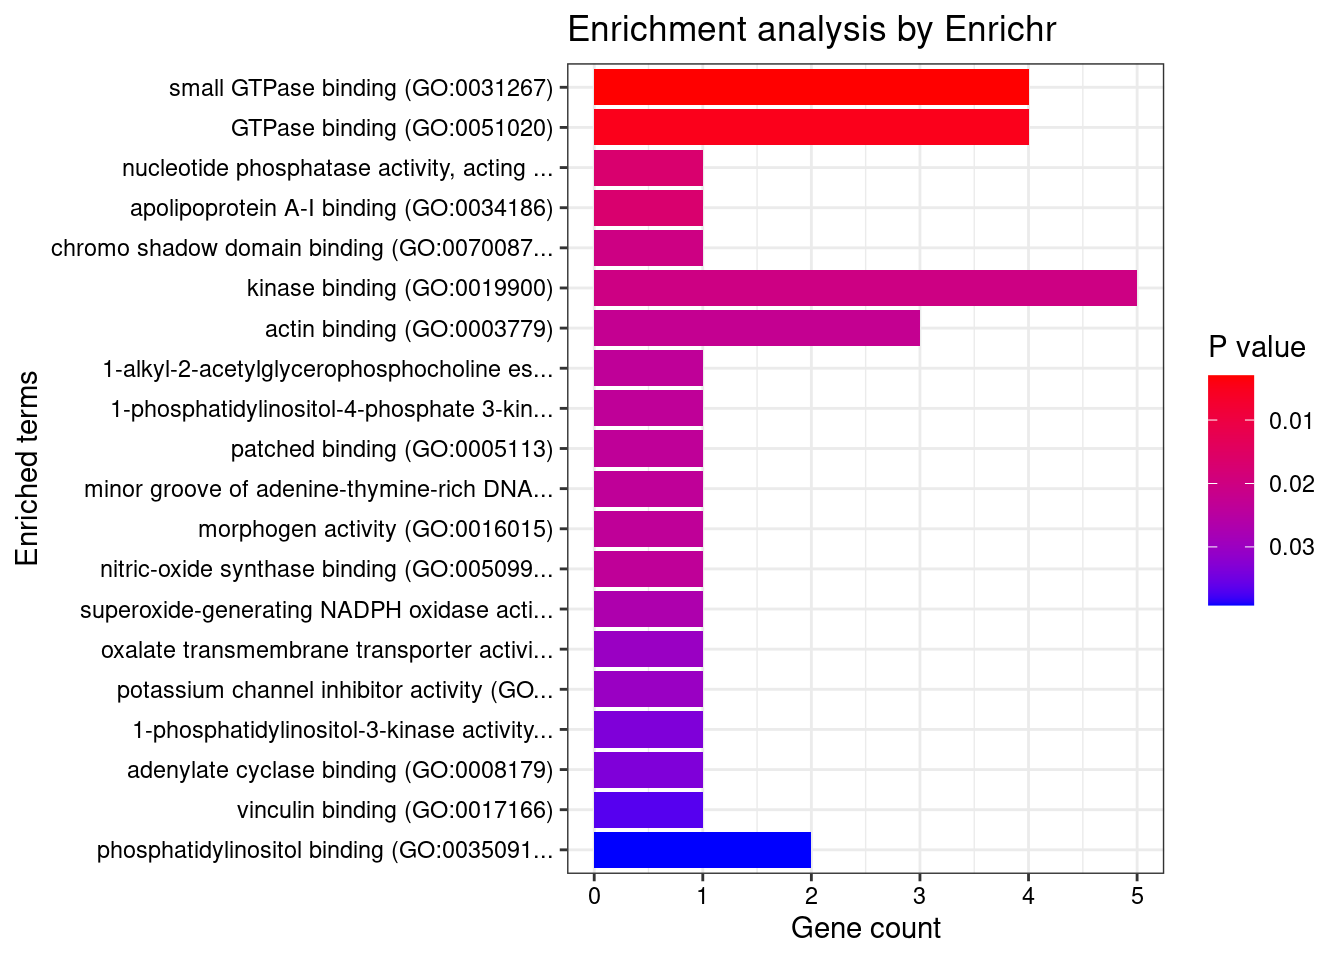 Enrichment analysis by Enrichr
small GTPase binding (GO:0031267)
GTPase binding (GO:0051020)
nucleotide phosphatase activity, acting ...
apolipoprotein A-I binding (GO:0034186)
chromo shadow domain binding (GO:0070087...
kinase binding (GO:0019900)
actin binding (GO:0003779)
1-alkyl-2-acetylglycerophosphocholine es...
1-phosphatidylinositol-4-phosphate 3-kin...
patched binding (GO:0005113)
minor groove of adenine-thymine-rich DNA...
morphogen activity (GO:0016015)
nitric-oxide synthase binding (GO:005099...
superoxide-generating NADPH oxidase acti...
oxalate transmembrane transporter activi...
potassium channel inhibitor activity (GO...
1-phosphatidylinositol-3-kinase activity...
adenylate cyclase binding (GO:0008179)
vinculin binding (GO:0017166)
phosphatidylinositol binding (GO:0035091...
Enriched terms
0 1 2 3 4 5
Gene count
P value
0.01
0.02
0.03